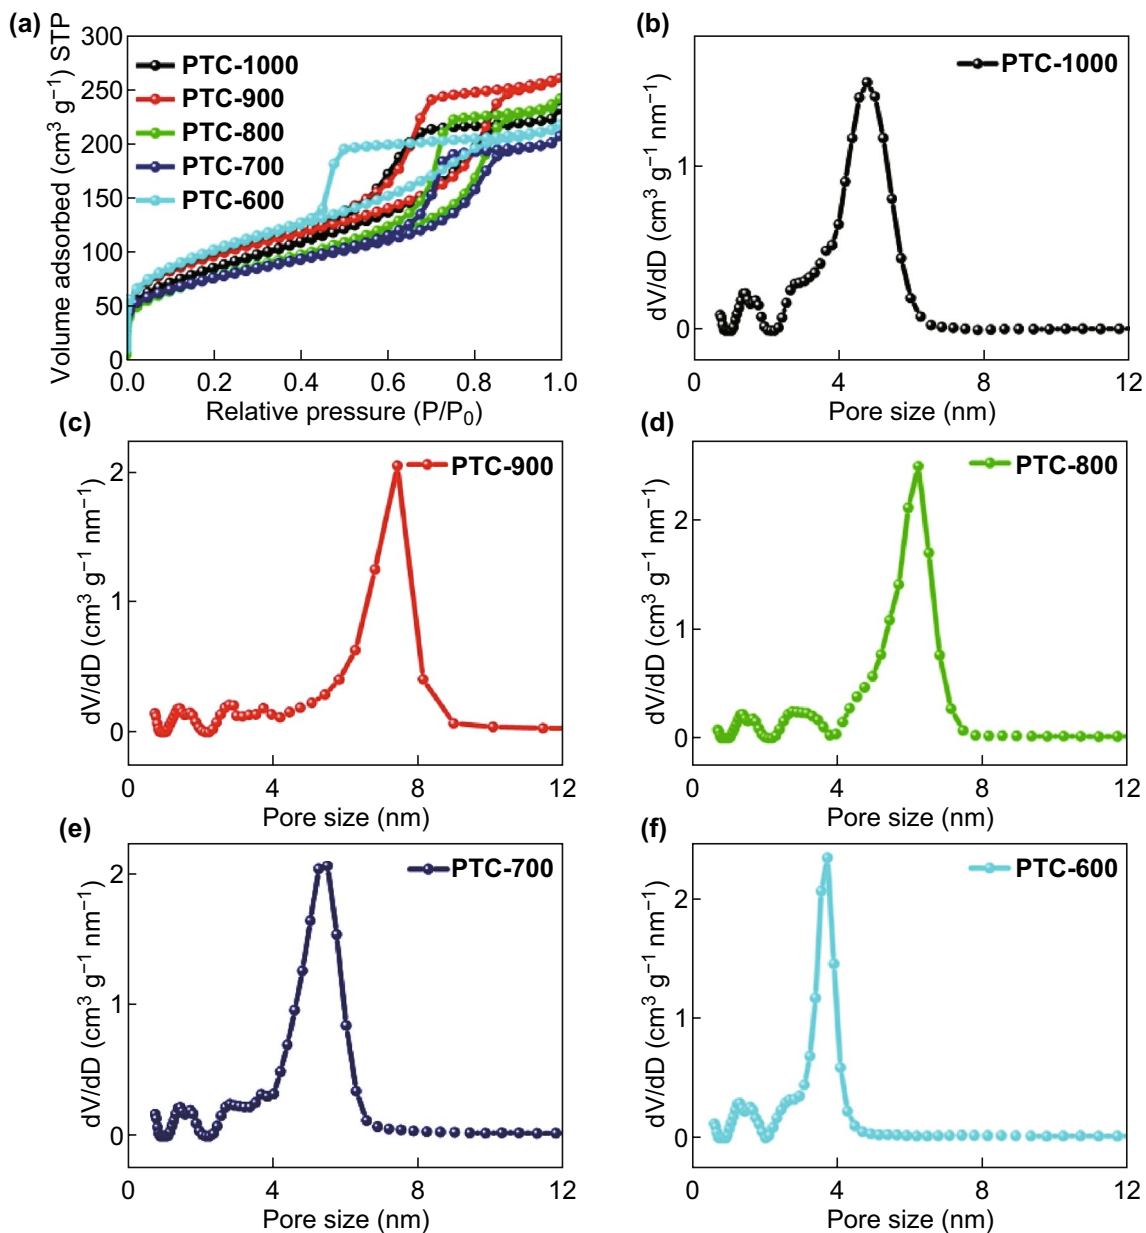 (a)
Volume adsorbed (cm³ g⁻¹) STP
300
250
200
150
100
50
0
PTC-1000
PTC-900
PTC-800
PTC-700
PTC-600
0.0 0.2 0.4 0.6 0.8 1.0
Relative pressure (P/P₀)
(b)
dV/dD (cm³ g⁻¹ nm⁻¹)
1
0
PTC-1000
0 4 8 12
Pore size (nm)
(c)
dV/dD (cm³ g⁻¹ nm⁻¹)
2
1
0
PTC-900
0 4 8 12
Pore size (nm)
(d)
dV/dD (cm³ g⁻¹ nm⁻¹)
2
1
0
PTC-800
0 4 8 12
Pore size (nm)
(e)
dV/dD (cm³ g⁻¹ nm⁻¹)
2
1
0
PTC-700
0 4 8 12
Pore size (nm)
(f)
dV/dD (cm³ g⁻¹ nm⁻¹)
2
1
0
PTC-600
0 4 8 12
Pore size (nm)